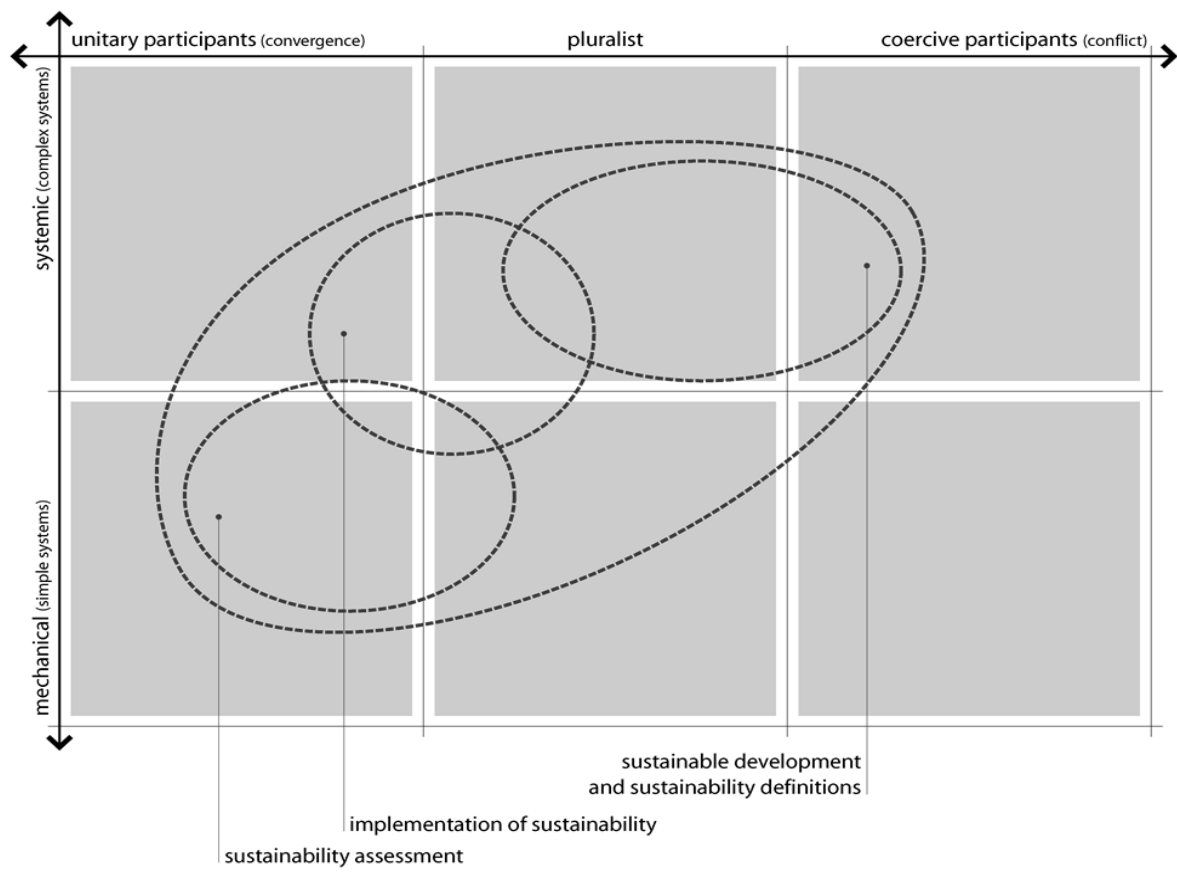 unitary participants (convergence)
pluralist
coercive participants (conflict)
systemic (complex systems)
mechanical (simple systems)
sustainable development
and sustainability definitions
implementation of sustainability
sustainability assessment